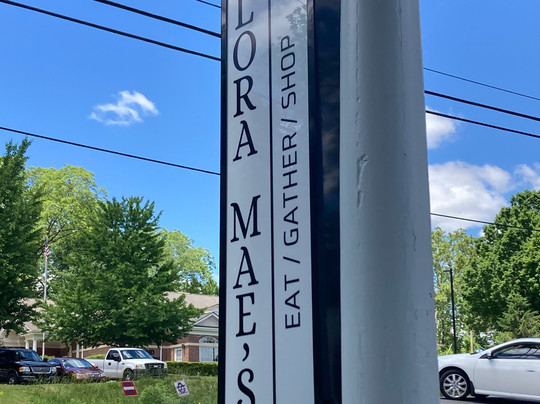 LORA MAE'S
EAT / GATHER / SHOP